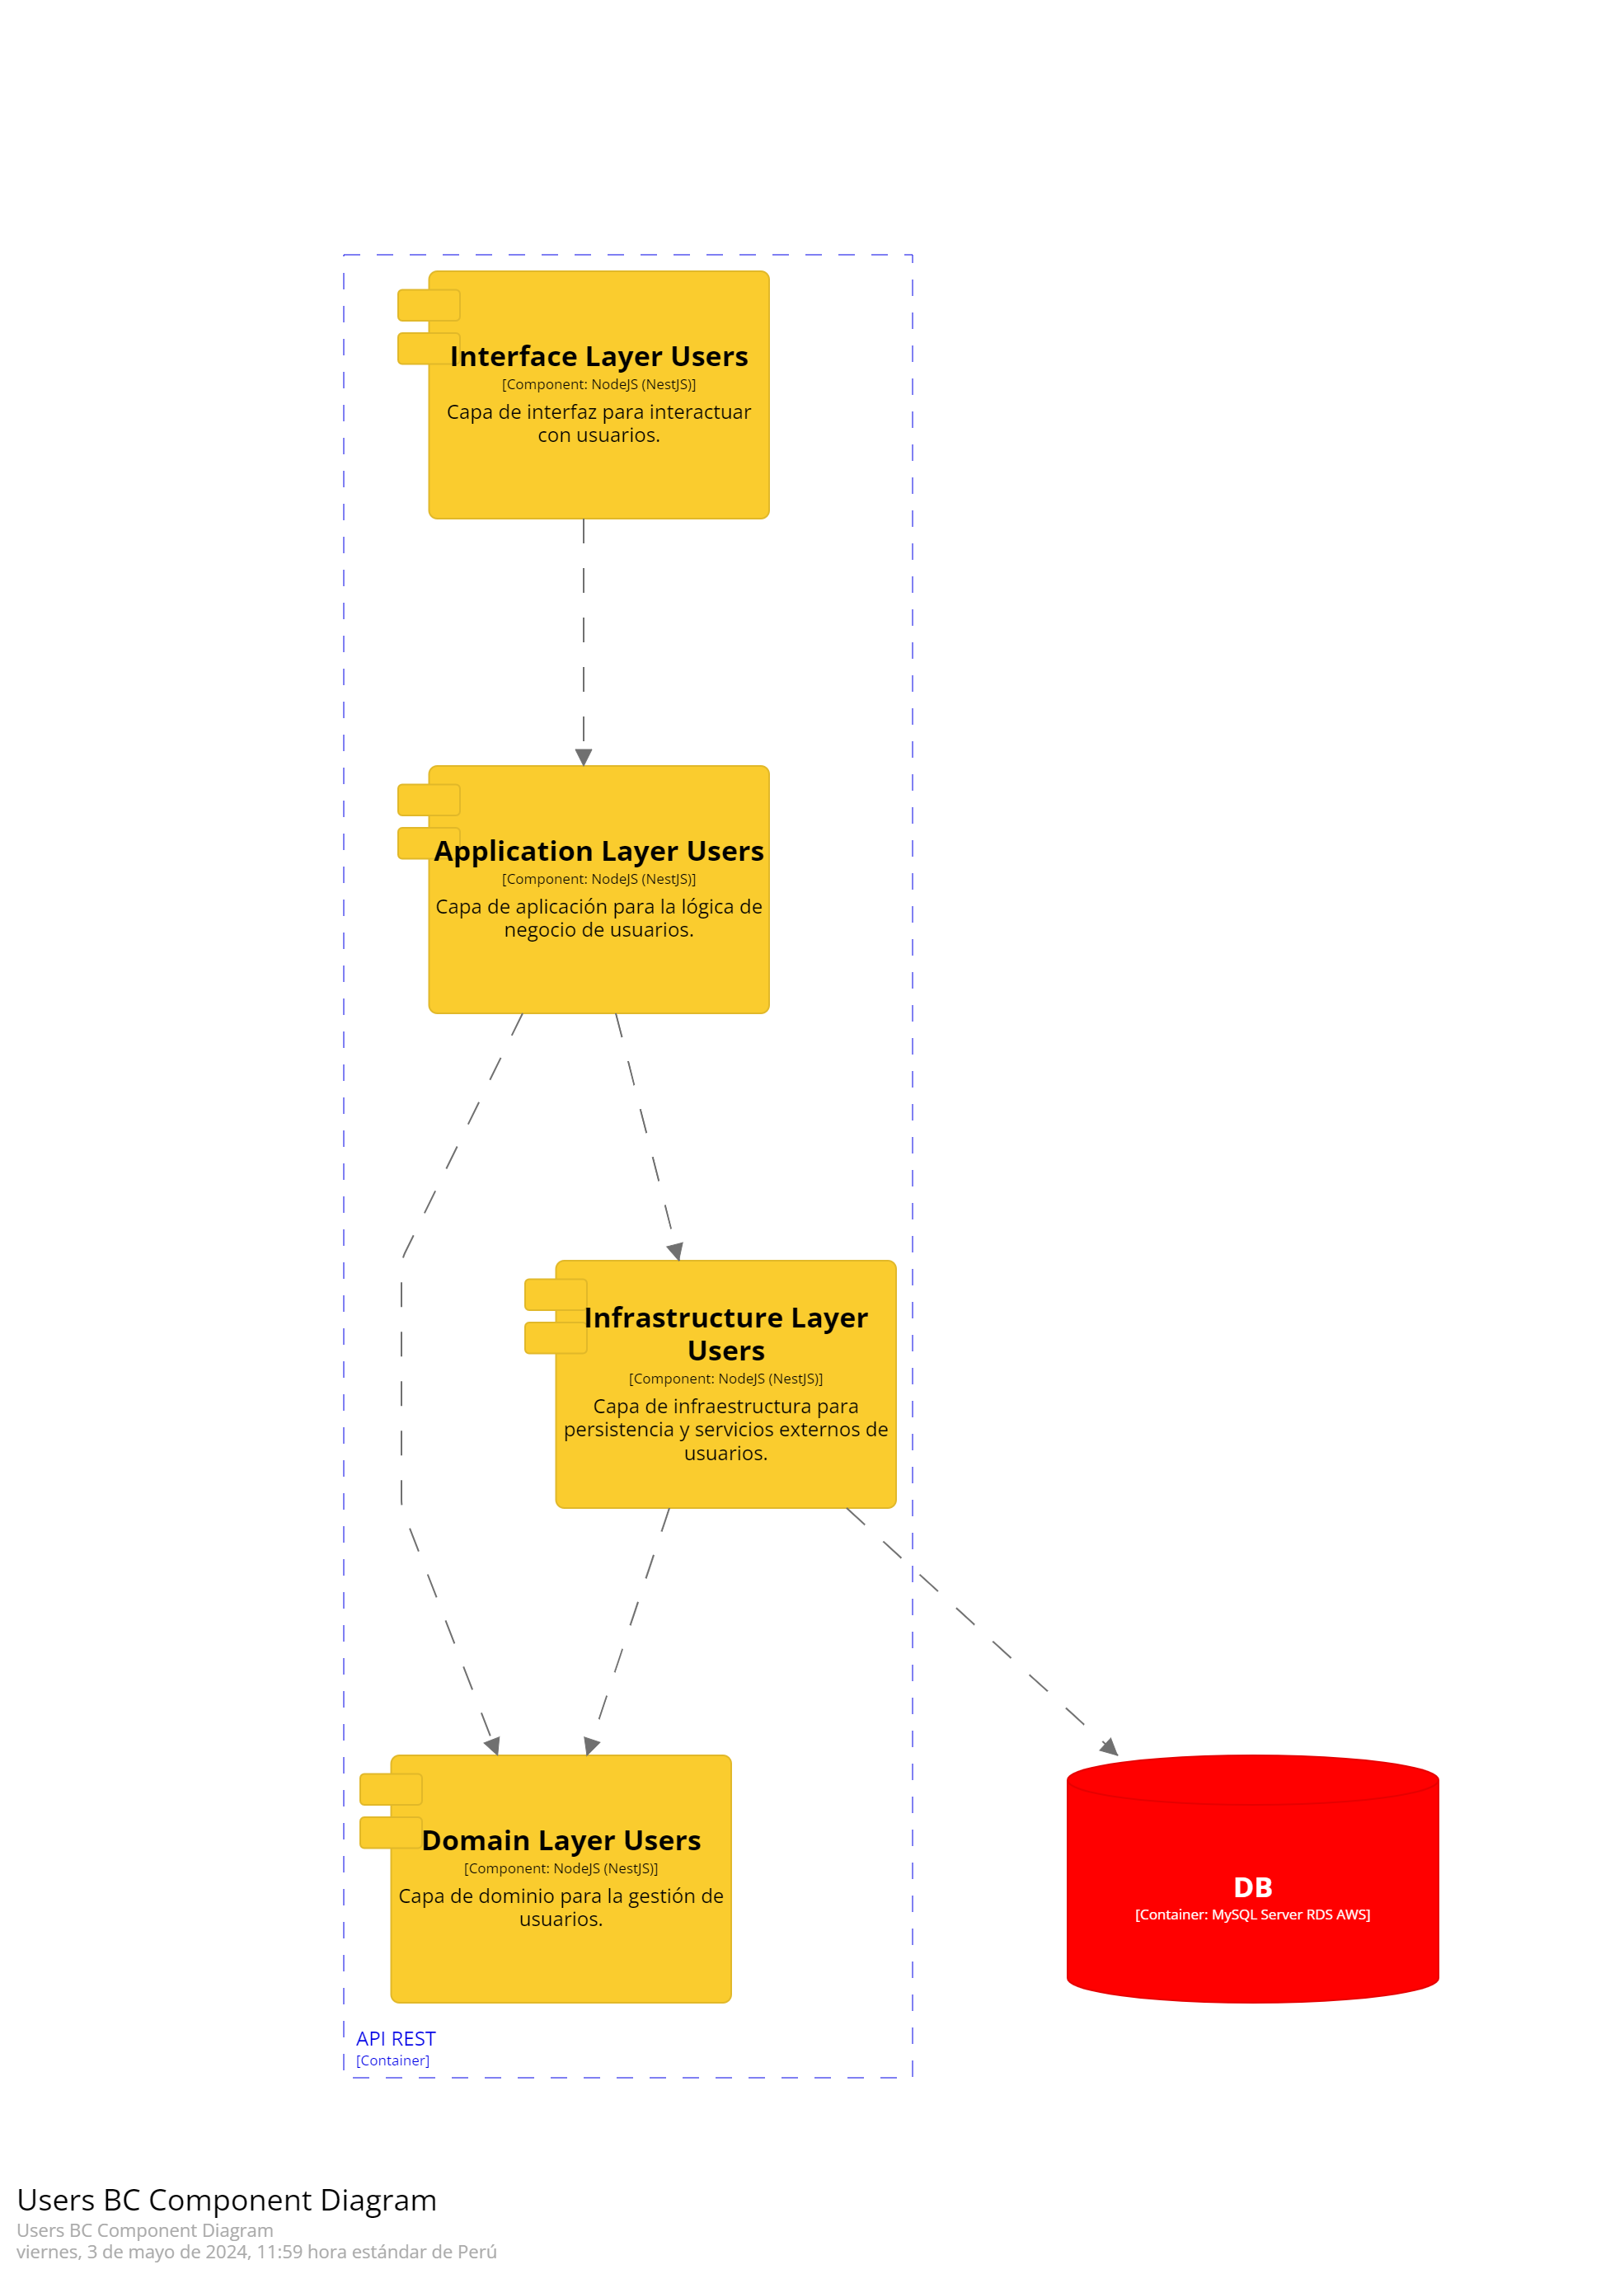 Interface Layer Users
[Component: NodeJS (NestJS)]
Capa de interfaz para interactuar
con usuarios.
Application Layer Users
[Component: NodeJS (NestJS)]
Capa de aplicación para la lógica de
negocio de usuarios.
Infrastructure Layer
Users
[Component: NodeJS (NestJS)]
Capa de infraestructura para
persistencia y servicios externos de
usuarios.
Domain Layer Users
[Component: NodeJS (NestJS)]
Capa de dominio para la gestión de
usuarios.
DB
[Container: MySQL Server RDS AWS]
API REST
[Container]
Users BC Component Diagram
Users BC Component Diagram
viernes, 3 de mayo de 2024, 11:59 hora estándar de Perú